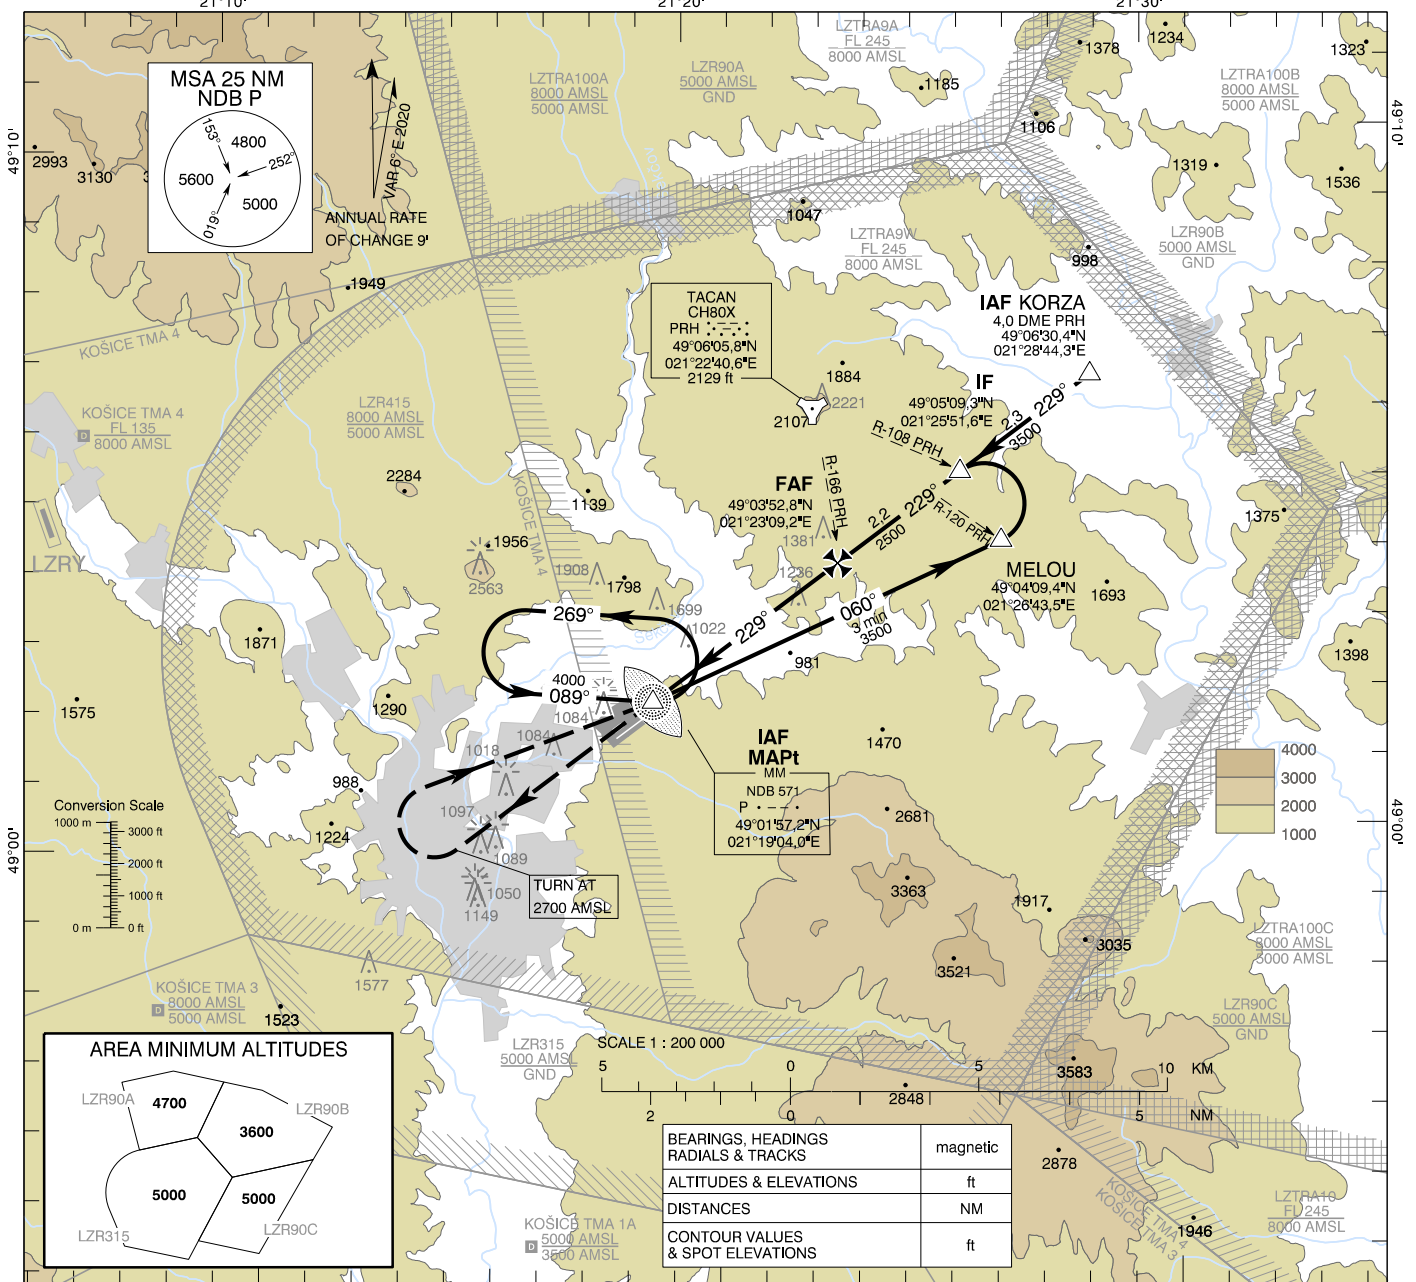 21°10'
21°20'
21°30'
49°10'
49°10'
49°00'
49°00'
MSA 25 NM
NDB P
153°
4800
252°
5600
5000
019°
VAR 6° E 2020
ANNUAL RATE
OF CHANGE 9'
2993
3130
1949
KOŠICE TMA 4
KOŠICE TMA 4
D FL 135
8000 AMSL
LZRY
LZTRA100A
8000 AMSL
5000 AMSL
LZR90A
5000 AMSL
GND
LZTRA9A
FL 245
8000 AMSL
1185
1378
1234
1323
LZTRA100B
8000 AMSL
5000 AMSL
1106
1319
1536
1047
LZTRA9W
FL 245
8000 AMSL
998
LZR90B
5000 AMSL
GND
TACAN
CH80X
PRH
49°06'05,8"N
021°22'40,6"E
2129 ft
IAF KORZA
4,0 DME PRH
49°06'30,4"N
021°28'44,3"E
1884
2221
2107
IF
49°05'09,3"N
021°25'51,6"E
2,3
229°
3500
R-108 PRH
R-166 PRH
FAF
49°03'52,8"N
021°23'09,2"E
1381
2,2
229°
2500
R-120 PRH
1236
MELOU
49°04'09,4"N
021°26'43,5"E
1693
1375
1398
LZR415
8000 AMSL
5000 AMSL
2284
1139
KOŠICE TMA 4
1956
2563
1908
1798
1699
1022
269°
229°
060°
3 min
3500
981
1871
1575
1290
4000
089°
1084
1084
1018
988
1224
1097
1089
1050
1149
1577
TURN AT
2700 AMSL
IAF
MAPt
MM
NDB 571
P
49°01'57,2"N
021°19'04,0"E
1470
2681
3363
3521
1917
3035
3583
2848
2878
1946
4000
3000
2000
1000
Conversion Scale
1000 m
3000 ft
2000 ft
1000 ft
0 m
0 ft
KOŠICE TMA 3
D 8000 AMSL
5000 AMSL
1523
LZTRA100C
8000 AMSL
5000 AMSL
LZR90C
5000 AMSL
GND
LZR315
5000 AMSL
GND
SCALE 1 : 200 000
5 0 5 10 KM
2 0 5 NM
AREA MINIMUM ALTITUDES
LZR90A
4700
LZR90B
3600
5000
5000
LZR315
LZR90C
BEARINGS, HEADINGS
RADIALS & TRACKS
magnetic
ALTITUDES & ELEVATIONS ft
DISTANCES NM
CONTOUR VALUES
& SPOT ELEVATIONS
ft
KOŠICE TMA 1A
D 5000 AMSL
3500 AMSL
KOŠICE TMA 4
KOŠICE TMA 3
LZTRA10
FL 245
8000 AMSL